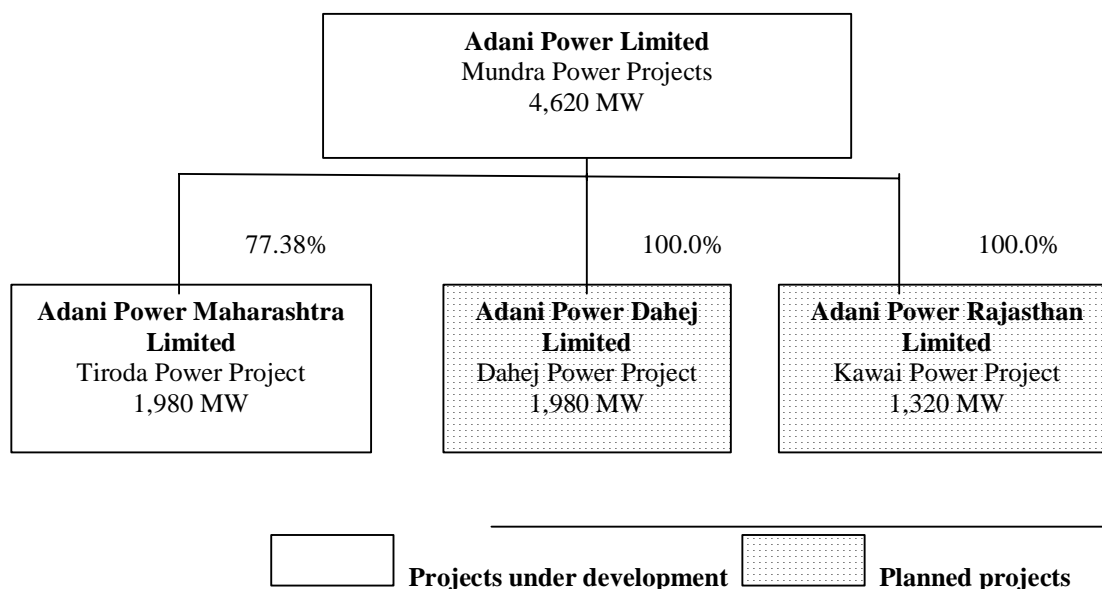 Adani Power Limited
Mundra Power Projects
4,620 MW
77.38%
100.0%
100.0%
Adani Power Maharashtra
Limited
Tiroda Power Project
1,980 MW
Adani Power Dahej
Limited
Dahej Power Project
1,980 MW
Adani Power Rajasthan
Limited
Kawai Power Project
1,320 MW
Projects under development
Planned projects